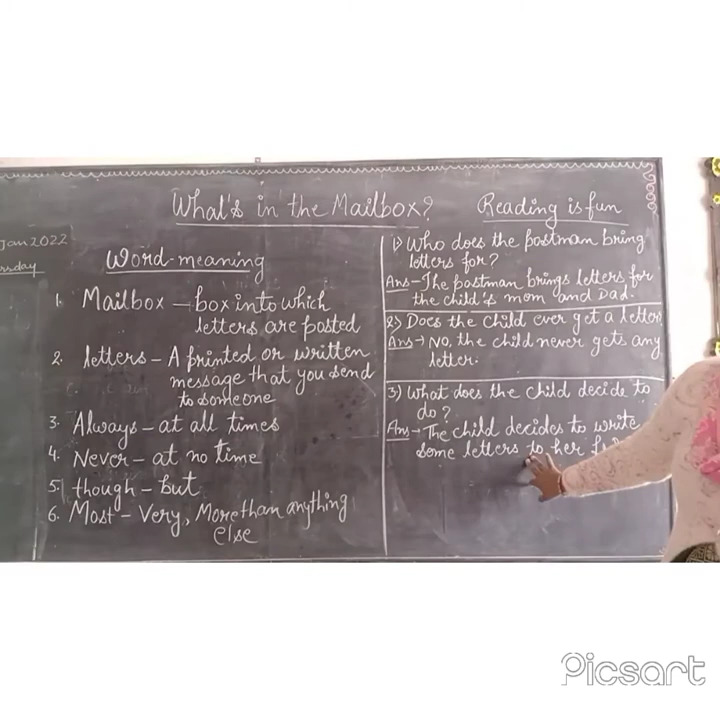 What's in the Mailbox?
Reading is fun
Jan 2022
Word-meaning
1. Mailbox – box into which
letters are posted
2. letters – A printed or written
message that you send
to someone
3. Always – at all times
4. Never – at no time
5. though – but
6. Most – Very, More than anything
else
1) Who does the postman bring
letters for?
Ans – The postman brings letters for
the child's mom and Dad.
2) Does the child ever get a letter
Ans → No, the child never gets any
letter.
3) What does the child decide to
do?
Ans → The child decides to write
some letters to her
Picsart